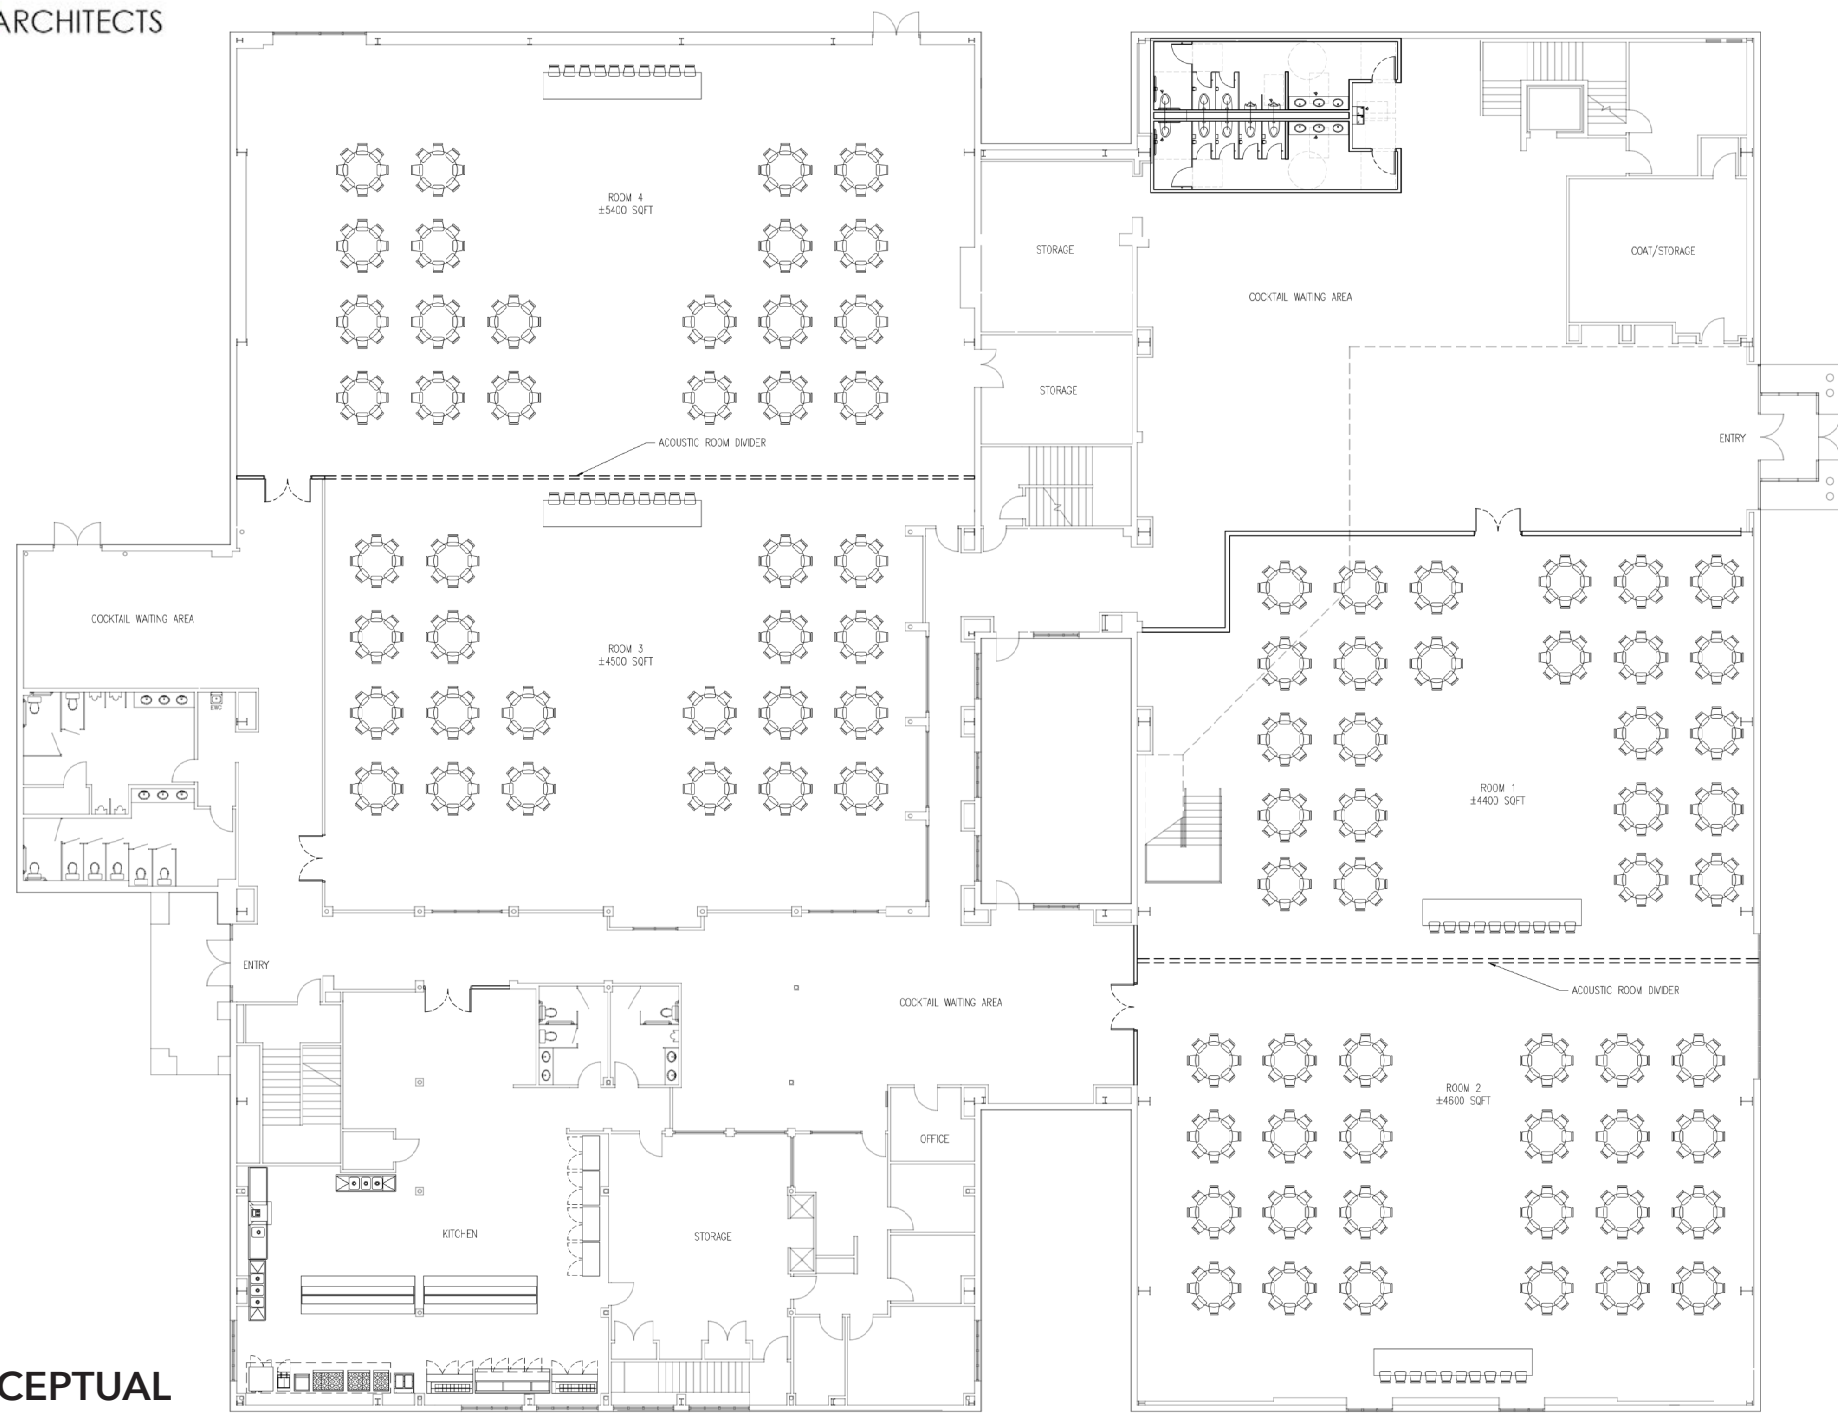 ARCHITECTS
ROOM 4
±5400 SQFT
STORAGE
COAT/STORAGE
COCKTAIL WAITING AREA
STORAGE
ENTRY
ACOUSTIC ROOM DIVIDER
COCKTAIL WAITING AREA
ROOM 3
±4500 SQFT
EWC
ROOM 1
±4400 SQFT
ENTRY
COCKTAIL WAITING AREA
ACOUSTIC ROOM DIVIDER
ROOM 2
±4600 SQFT
OFFICE
KITCHEN
STORAGE
CEPTUAL